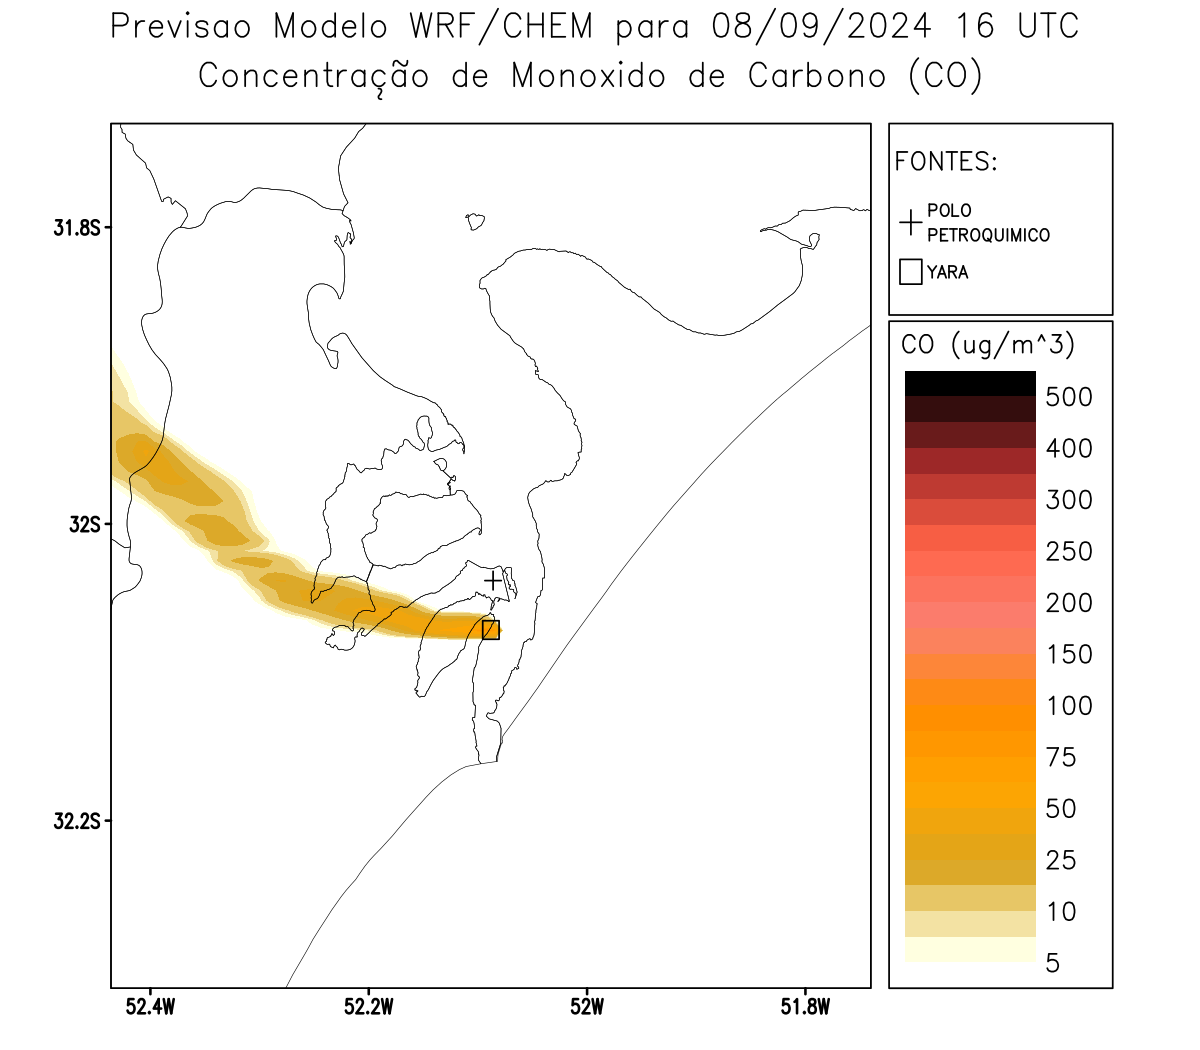 Previsao Modelo WRF/CHEM para 08/09/2024 16 UTC
Concentração de Monoxido de Carbono (CO)
FONTES:
POLO
PETROQUIMICO
YARA
CO (ug/m^3)
500
400
300
250
200
150
100
75
50
25
10
5
31.8S
32S
32.2S
52.4W
52.2W
52W
51.8W